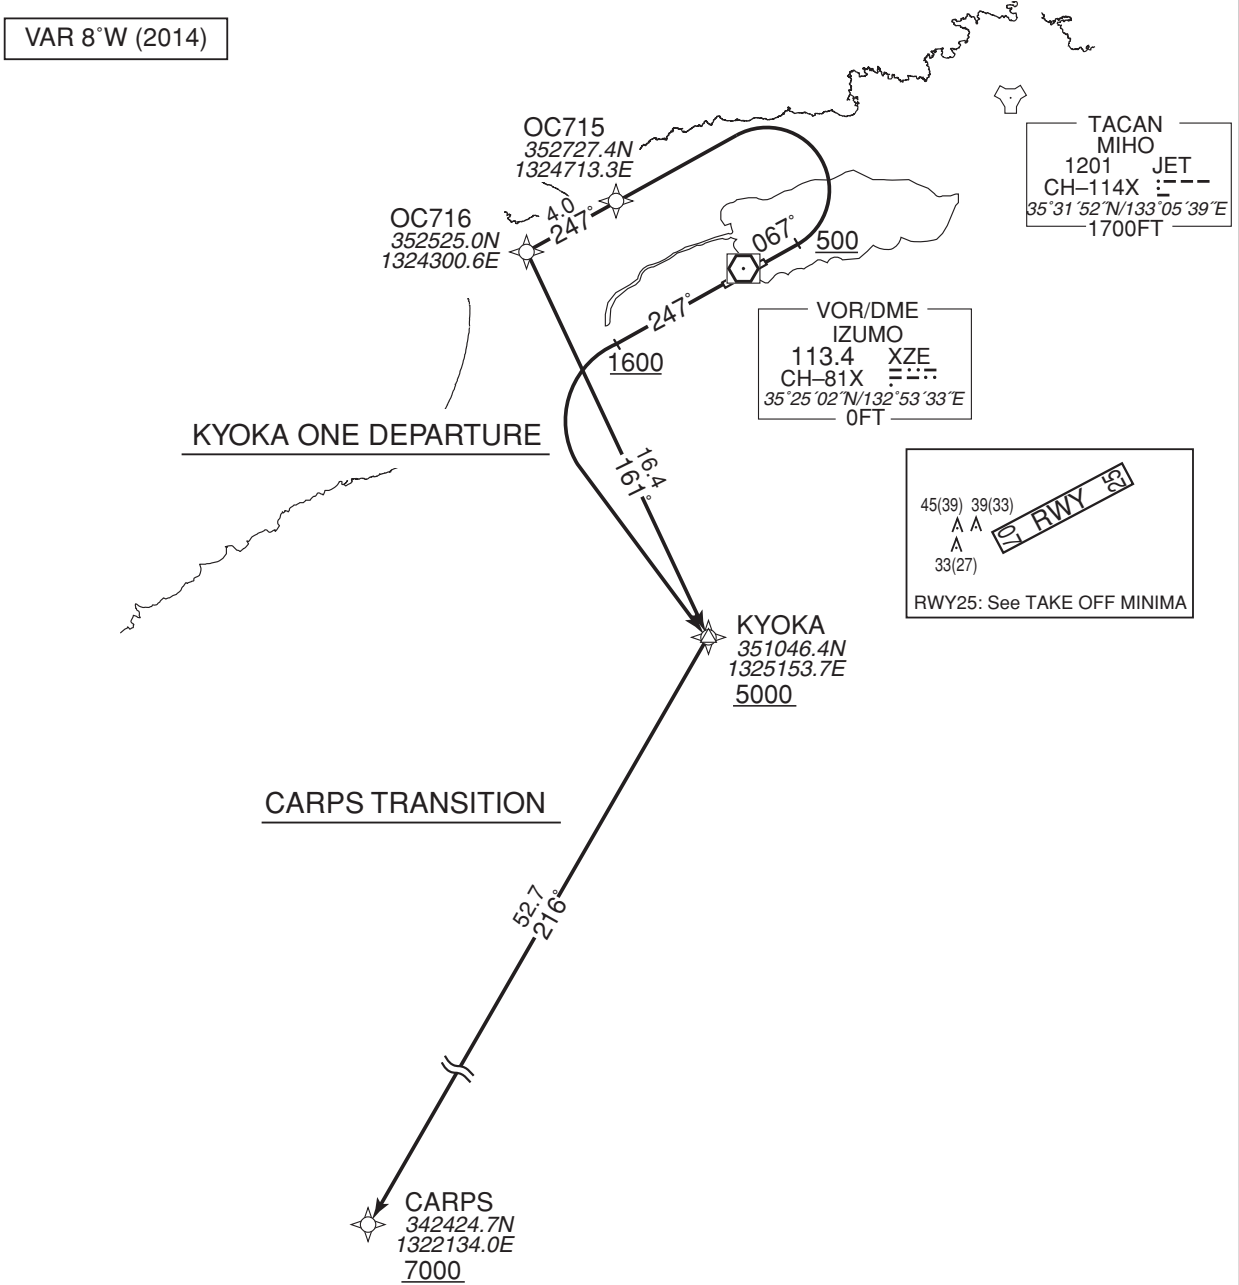 VAR 8°W (2014)
OC715
352727.4N
1324713.3E
TACAN
MIHO
1201 JET
CH–114X
35°31´52˝N/133°05´39˝E
1700FT
OC716
352525.0N
1324300.6E
4.0
247°
067°
500
247°
1600
VOR/DME
IZUMO
113.4 XZE
CH–81X
35°25´02˝N/132°53´33˝E
0FT
KYOKA ONE DEPARTURE
16.4
161°
45(39) 39(33)
33(27)
07 RWY 25
RWY25: See TAKE OFF MINIMA
KYOKA
351046.4N
1325153.7E
5000
CARPS TRANSITION
52.7
216°
CARPS
342424.7N
1322134.0E
7000